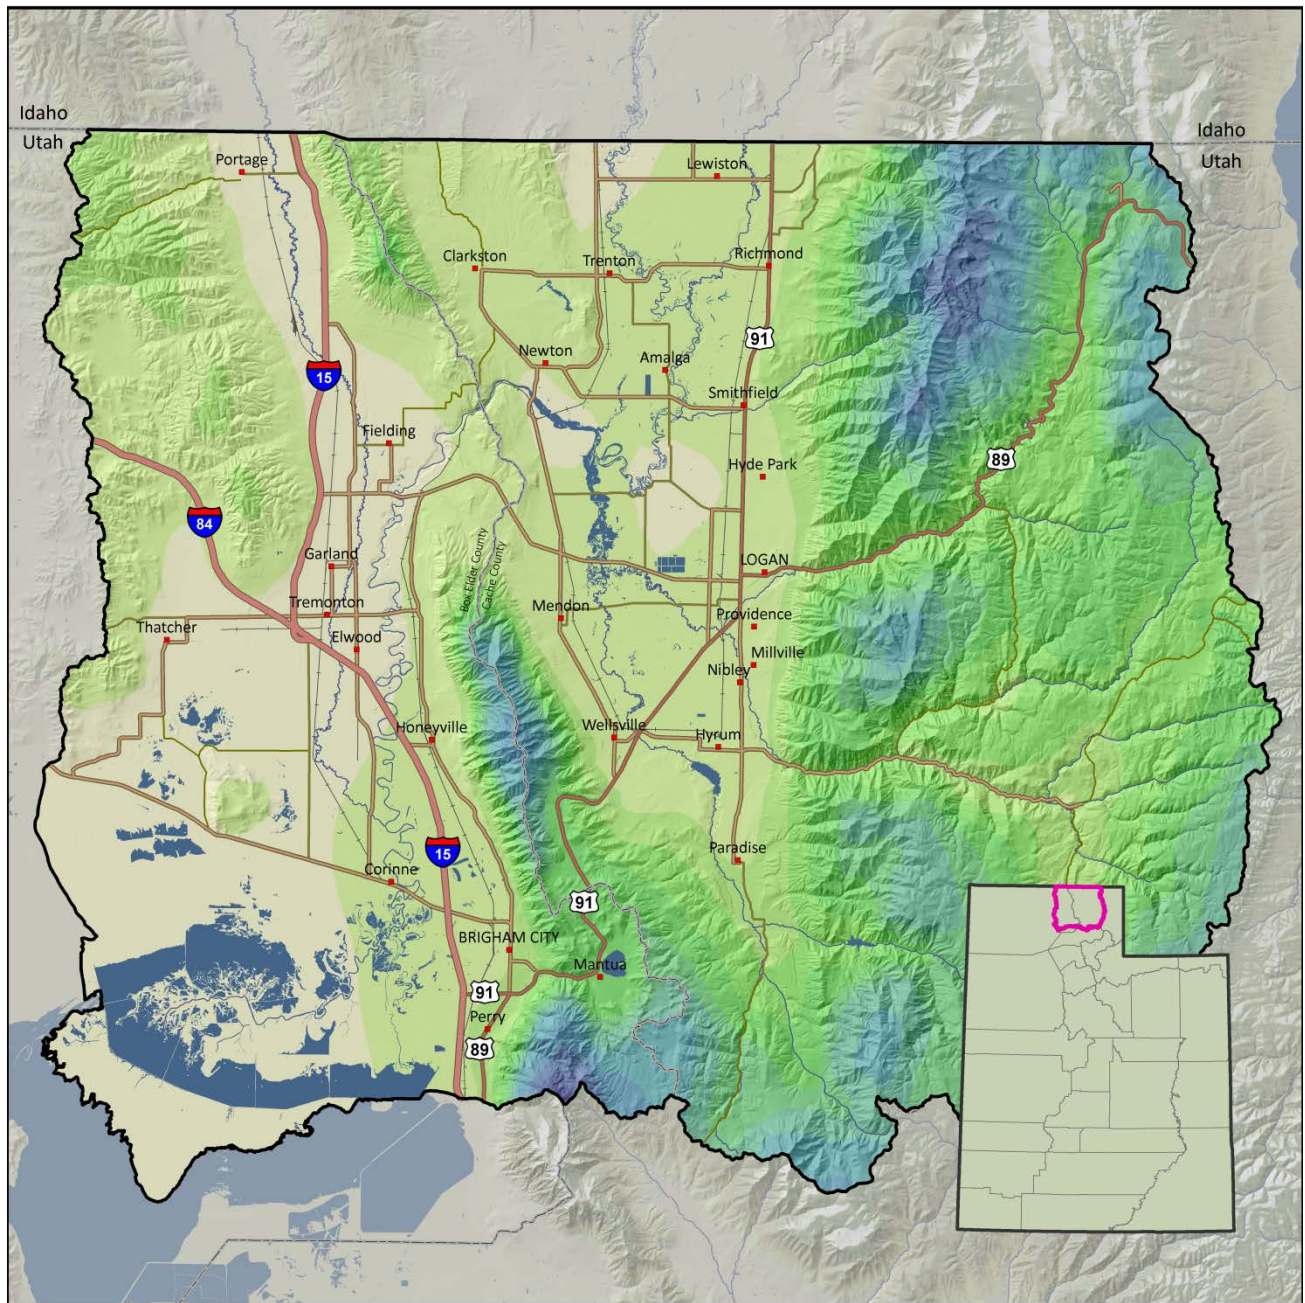 Idaho
Utah
Idaho
Utah
Portage
Lewiston
Clarkston
Trenton
Richmond
91
Newton
Amalga
15
Smithfield
Fielding
89
Hyde Park
84
Garland
LOGAN
Box Elder County
Cache County
Tremonton
Mendon
Providence
Thatcher
Elwood
Millville
Nibley
Honeyville
Wellsville
Hyrum
15
Paradise
Corinne
91
BRIGHAM CITY
Mantua
91
Perry
89